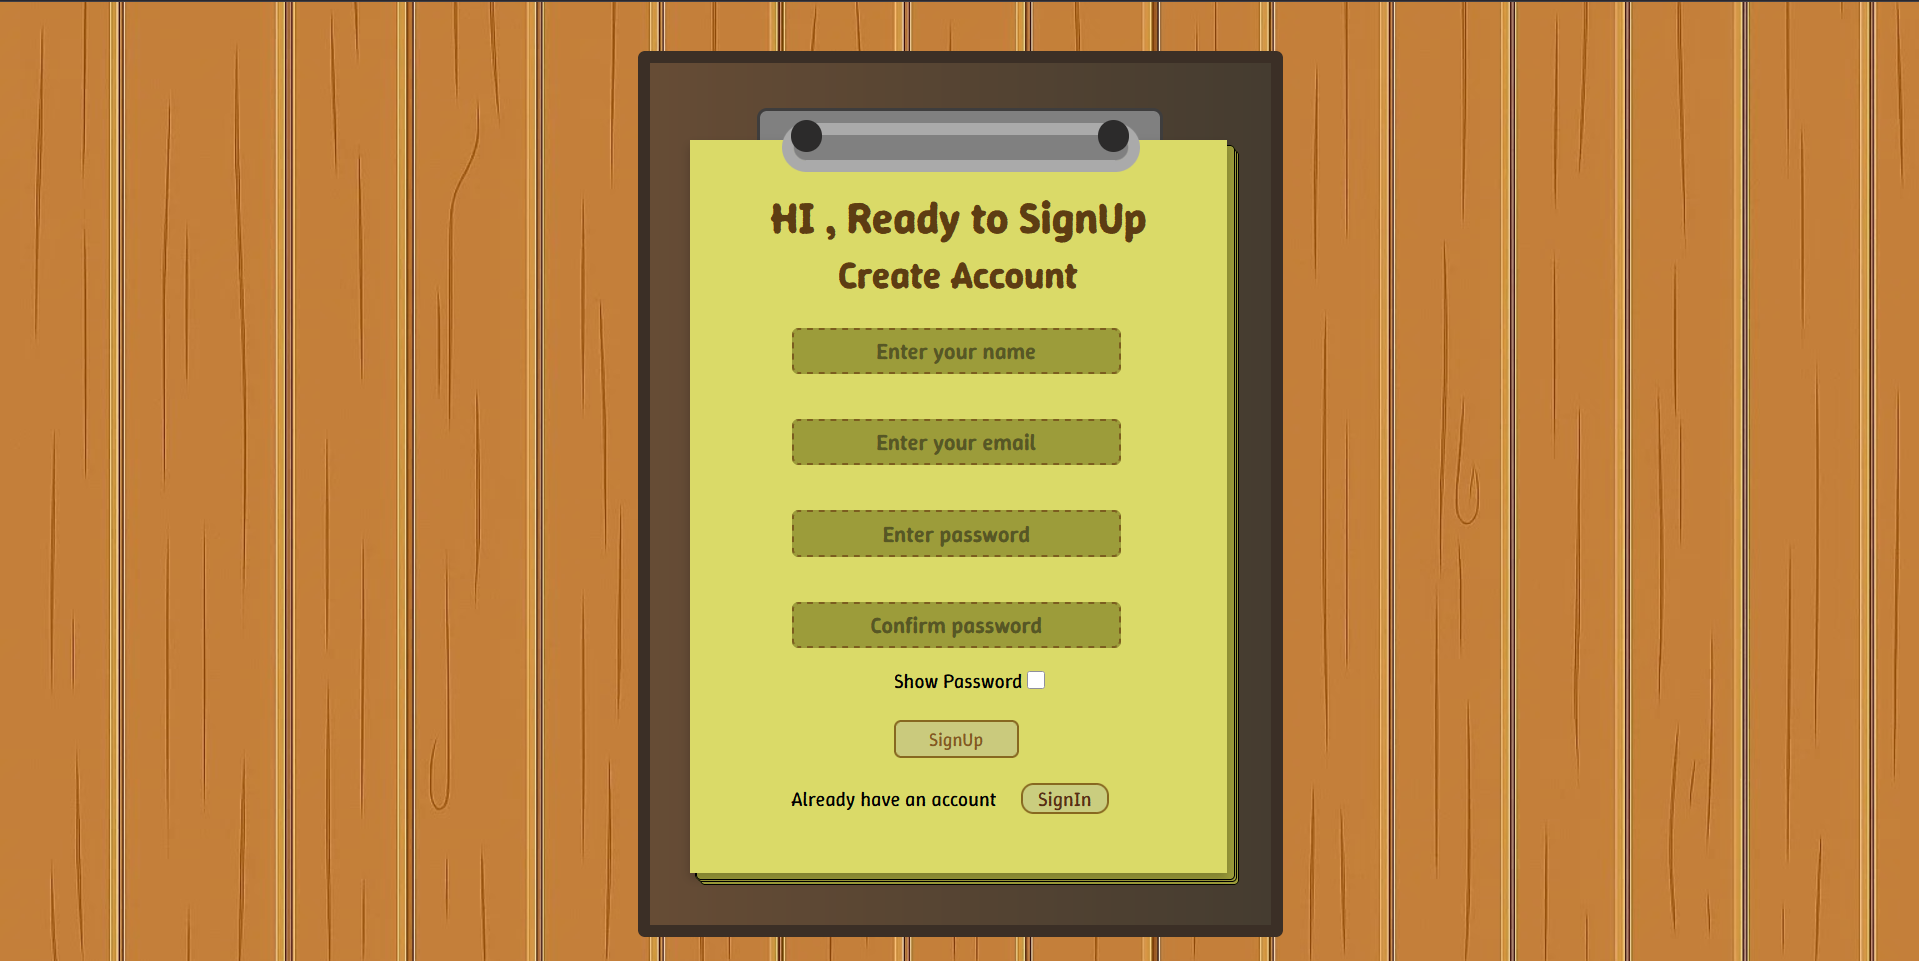 HI , Ready to SignUp
Create Account
Enter your name
Enter your email
Enter password
Confirm password
Show Password
SignUp
Already have an account SignIn